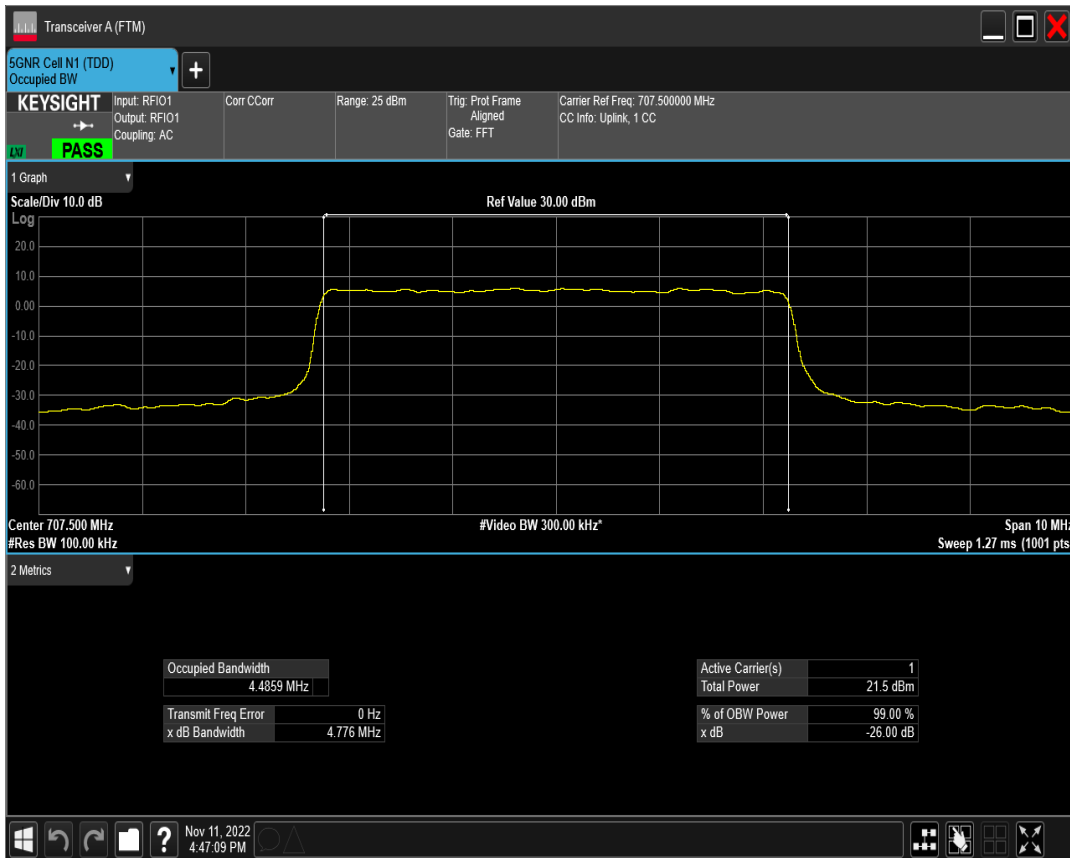 Transceiver A (FTM)
5GNR Cell N1 (TDD)
Occupied BW
+
KEYSIGHT
LXI
PASS
Input: RFIO1
Output: RFIO1
Coupling: AC
Corr CCorr
Range: 25 dBm
Trig: Prot Frame
Aligned
Gate: FFT
Carrier Ref Freq: 707.500000 MHz
CC Info: Uplink, 1 CC
1 Graph
Scale/Div 10.0 dB
Ref Value 30.00 dBm
Log
20.0
10.0
0.00
-10.0
-20.0
-30.0
-40.0
-50.0
-60.0
Center 707.500 MHz
#Video BW 300.00 kHz*
Span 10 MHz
#Res BW 100.00 kHz
Sweep 1.27 ms (1001 pts
2 Metrics
Occupied Bandwidth
4.4859 MHz
Transmit Freq Error 0 Hz
x dB Bandwidth 4.776 MHz
Active Carrier(s) 1
Total Power 21.5 dBm
% of OBW Power 99.00 %
x dB -26.00 dB
?
Nov 11, 2022
4:47:09 PM